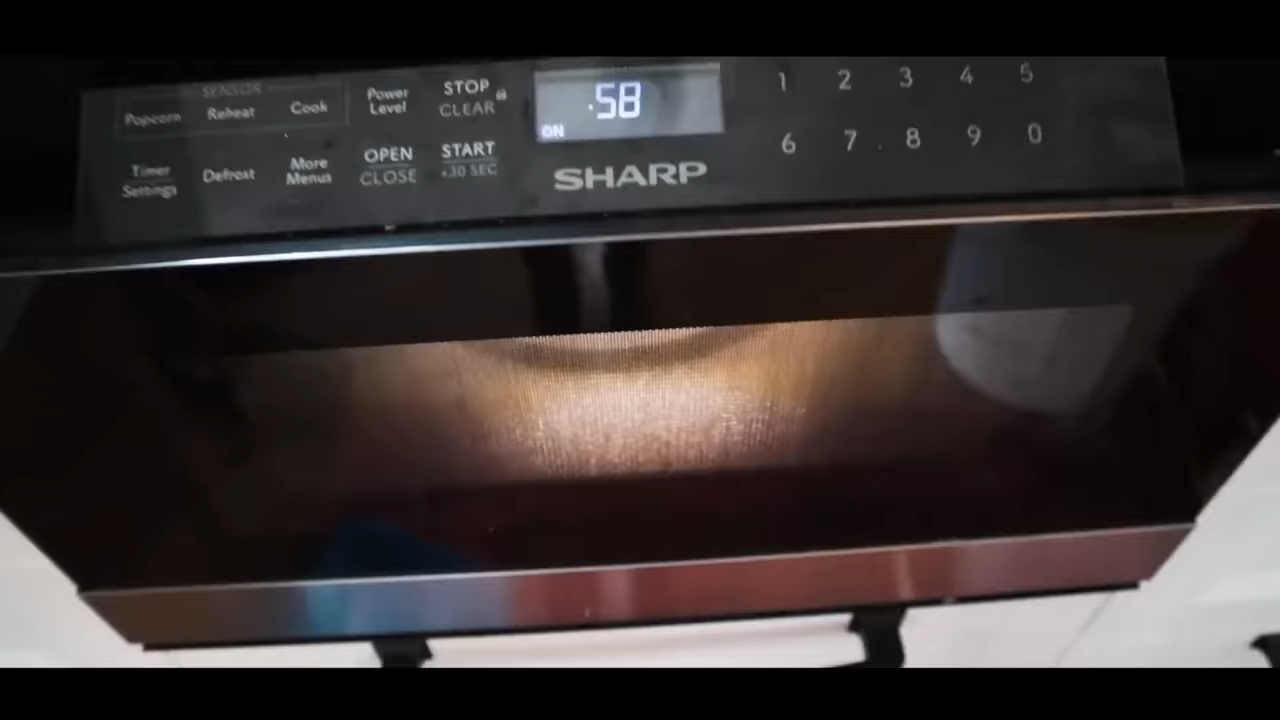 SENSOR
Popcorn Reheat Cook
Power Level
STOP CLEAR
58
ON
1 2 3 4 5
Timer Settings
Defrost
More Menus
OPEN CLOSE
START +30 SEC
SHARP
6 7 8 9 0